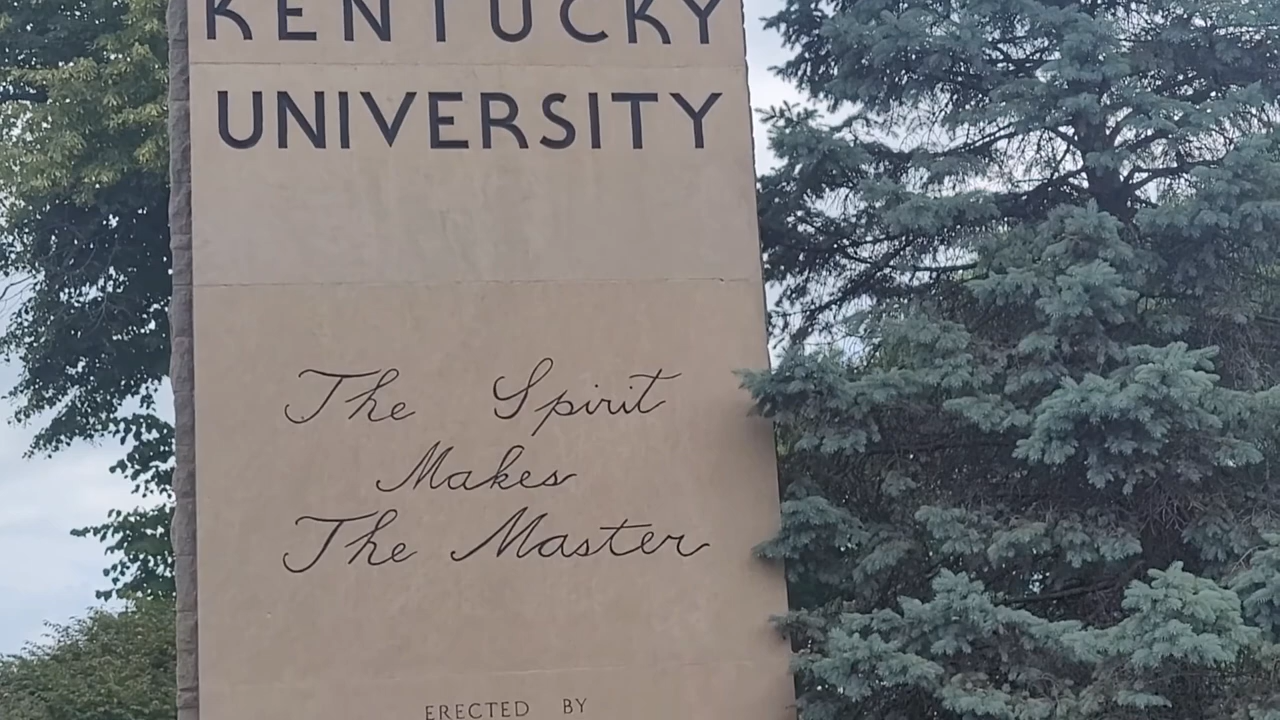 KENTUCKY
UNIVERSITY
The Spirit
Makes
The Master
ERECTED BY